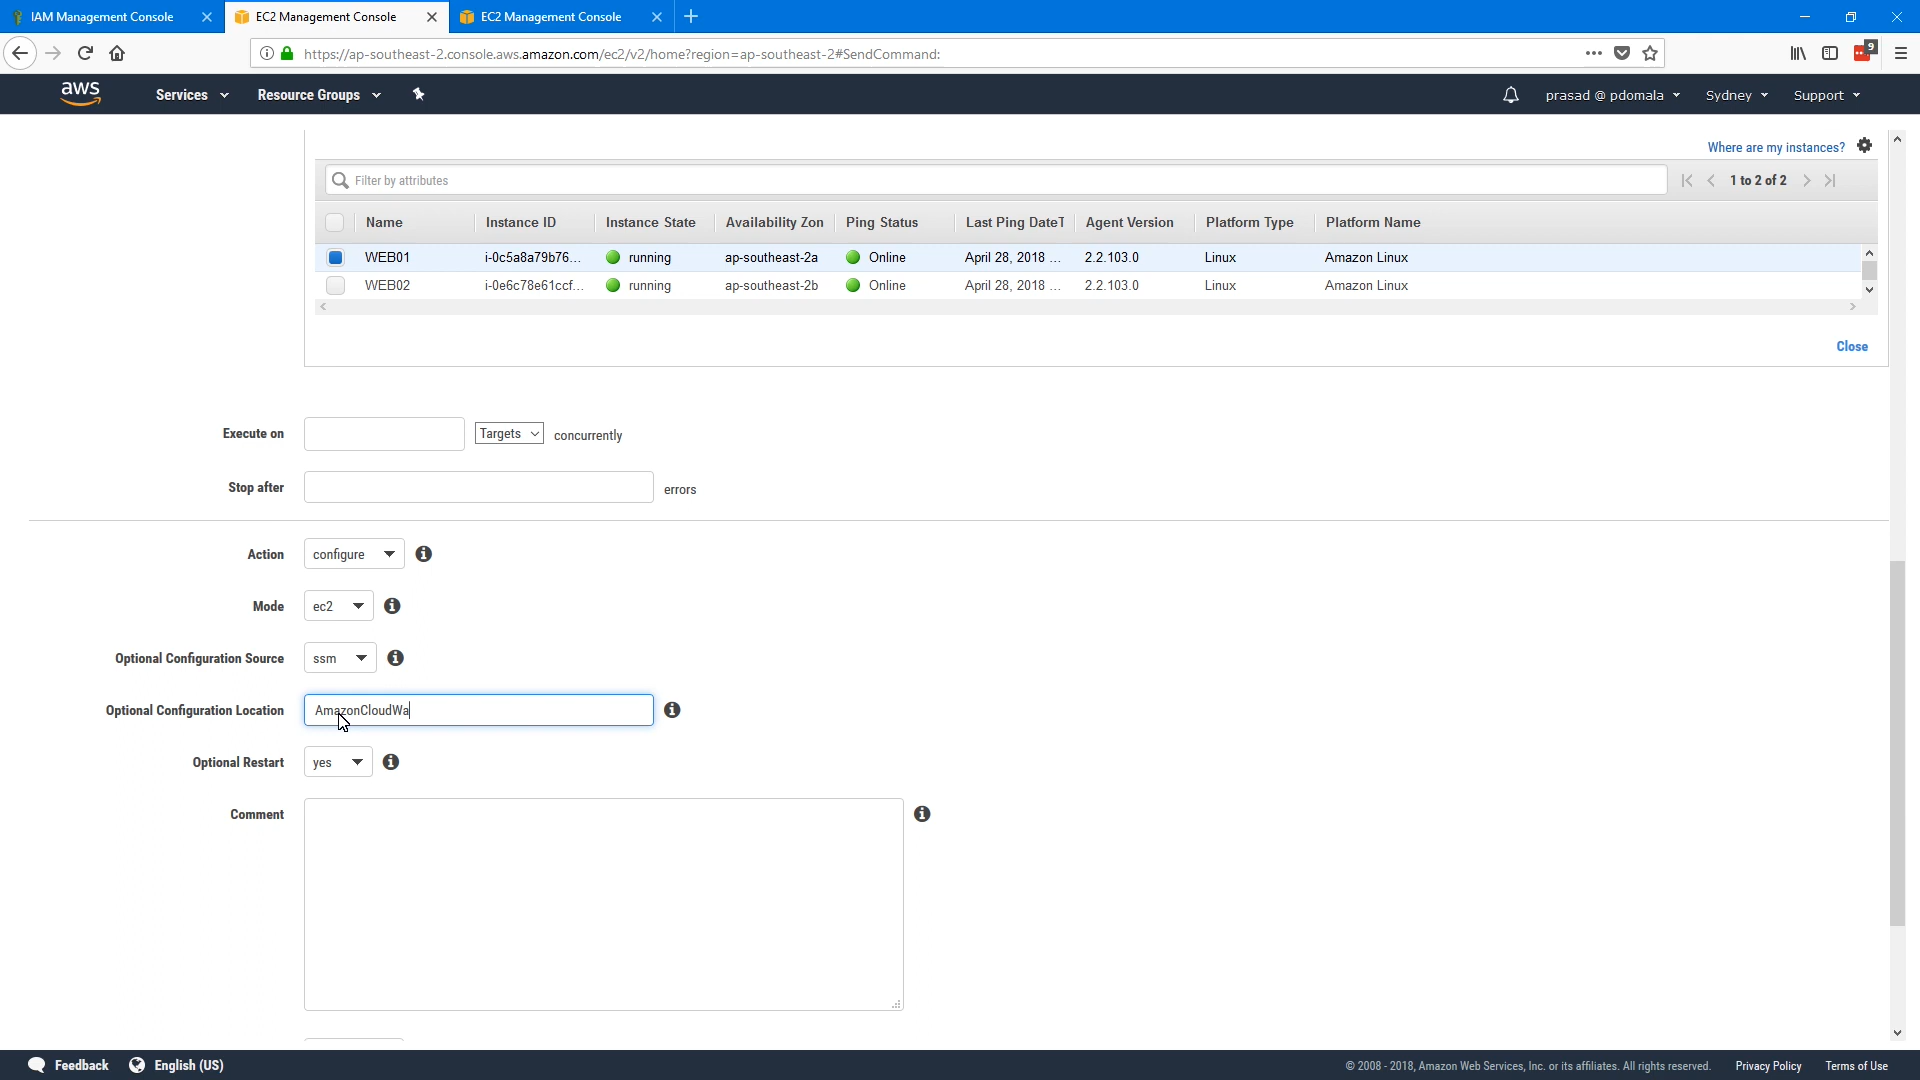 IAM Management Console
EC2 Management Console
EC2 Management Console
https://ap-southeast-2.console.aws.amazon.com/ec2/v2/home?region=ap-southeast-2#SendCommand:
9
aws
Services
Resource Groups
prasad @ pdomala
Sydney
Support
Where are my instances?
Filter by attributes
1 to 2 of 2
Name Instance ID Instance State Availability Zon Ping Status Last Ping DateT Agent Version Platform Type Platform Name
WEB01 i-0c5a8a79b76... running ap-southeast-2a Online April 28, 2018 ... 2.2.103.0 Linux Amazon Linux
WEB02 i-0e6c78e61ccf... running ap-southeast-2b Online April 28, 2018 ... 2.2.103.0 Linux Amazon Linux
Close
Execute on Targets concurrently
Stop after errors
Action configure
Mode ec2
Optional Configuration Source ssm
Optional Configuration Location AmazonCloudWa
Optional Restart yes
Comment
Feedback English (US) © 2008 - 2018, Amazon Web Services, Inc. or its affiliates. All rights reserved. Privacy Policy Terms of Use